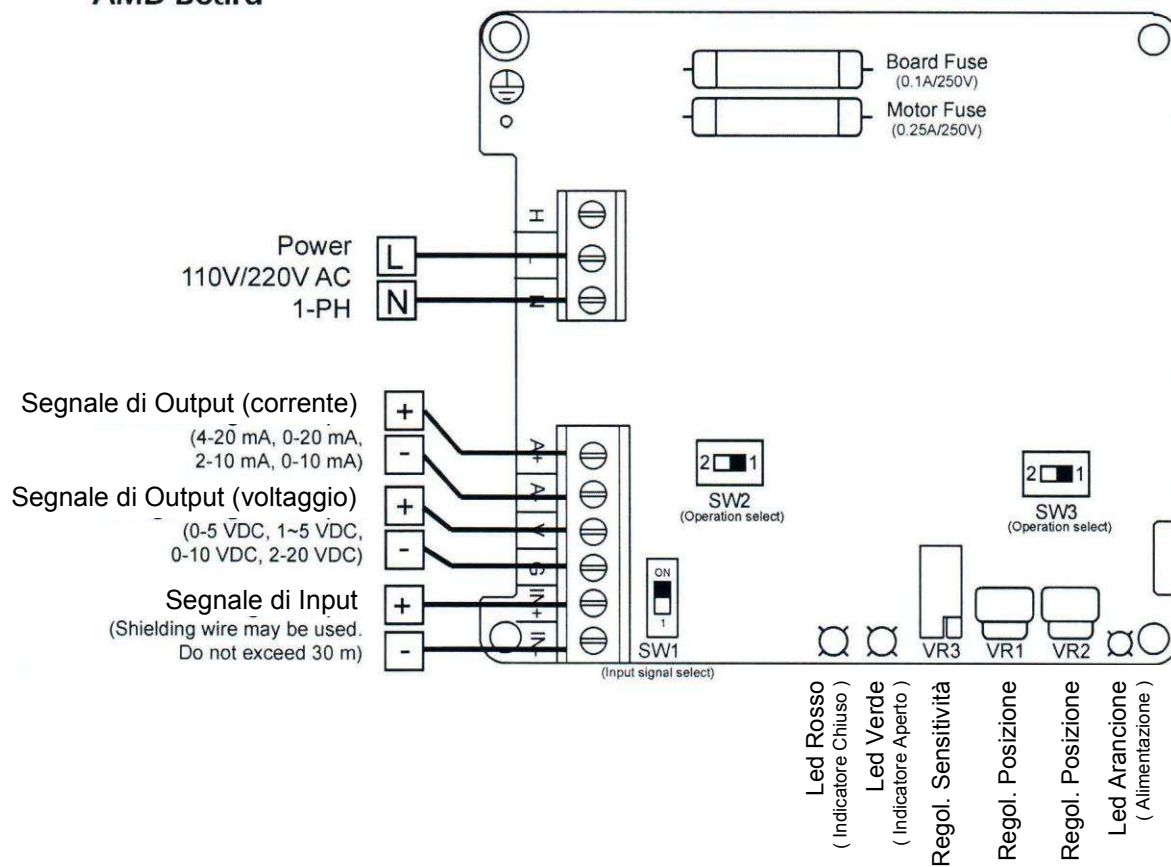 AMD Board
Board Fuse
(0.1A/250V)
Motor Fuse
(0.25A/250V)
H
Power
110V/220V AC
1-PH
L
N
Segnale di Output (corrente)
(4-20 mA, 0-20 mA,
2-10 mA, 0-10 mA)
+
-
Segnale di Output (voltaggio)
(0-5 VDC, 1~5 VDC,
0-10 VDC, 2-20 VDC)
+
-
Segnale di Input
(Shielding wire may be used.
Do not exceed 30 m)
+
-
A+
A-
V
G
IN+
IN-
2 1
SW2
(Operation select)
2 1
SW3
(Operation select)
ON
1
SW1
(Input signal select)
VR3
VR1
VR2
Led Rosso
( Indicatore Chiuso )
Led Verde
( Indicatore Aperto )
Regol. Sensitività
Regol. Posizione
Regol. Posizione
Led Arancione
( Alimentazione )